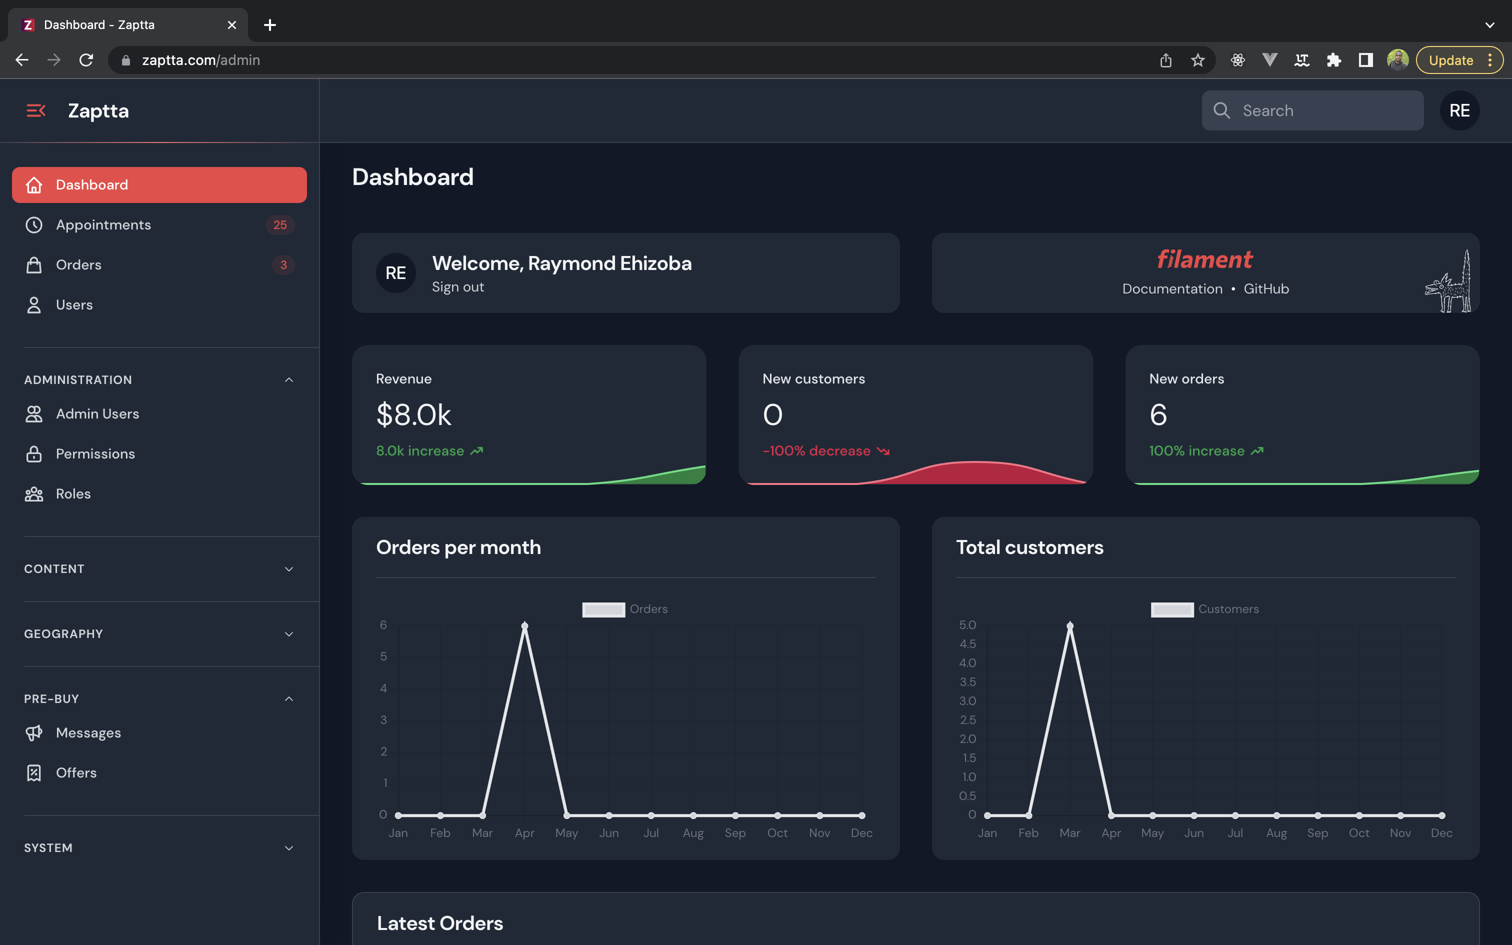 Dashboard - Zaptta
zaptta.com/admin
Update
Zaptta
Search
RE
Dashboard
Appointments
25
Orders
3
Users
ADMINISTRATION
Admin Users
Permissions
Roles
CONTENT
GEOGRAPHY
PRE-BUY
Messages
Offers
SYSTEM
Dashboard
RE
Welcome, Raymond Ehizoba
Sign out
filament
Documentation • GitHub
Revenue
$8.0k
8.0k increase
New customers
0
-100% decrease
New orders
6
100% increase
Orders per month
Orders
6
5
4
3
2
1
0
Jan Feb Mar Apr May Jun Jul Aug Sep Oct Nov Dec
Total customers
Customers
5.0
4.5
4.0
3.5
3.0
2.5
2.0
1.5
1.0
0.5
0
Jan Feb Mar Apr May Jun Jul Aug Sep Oct Nov Dec
Latest Orders